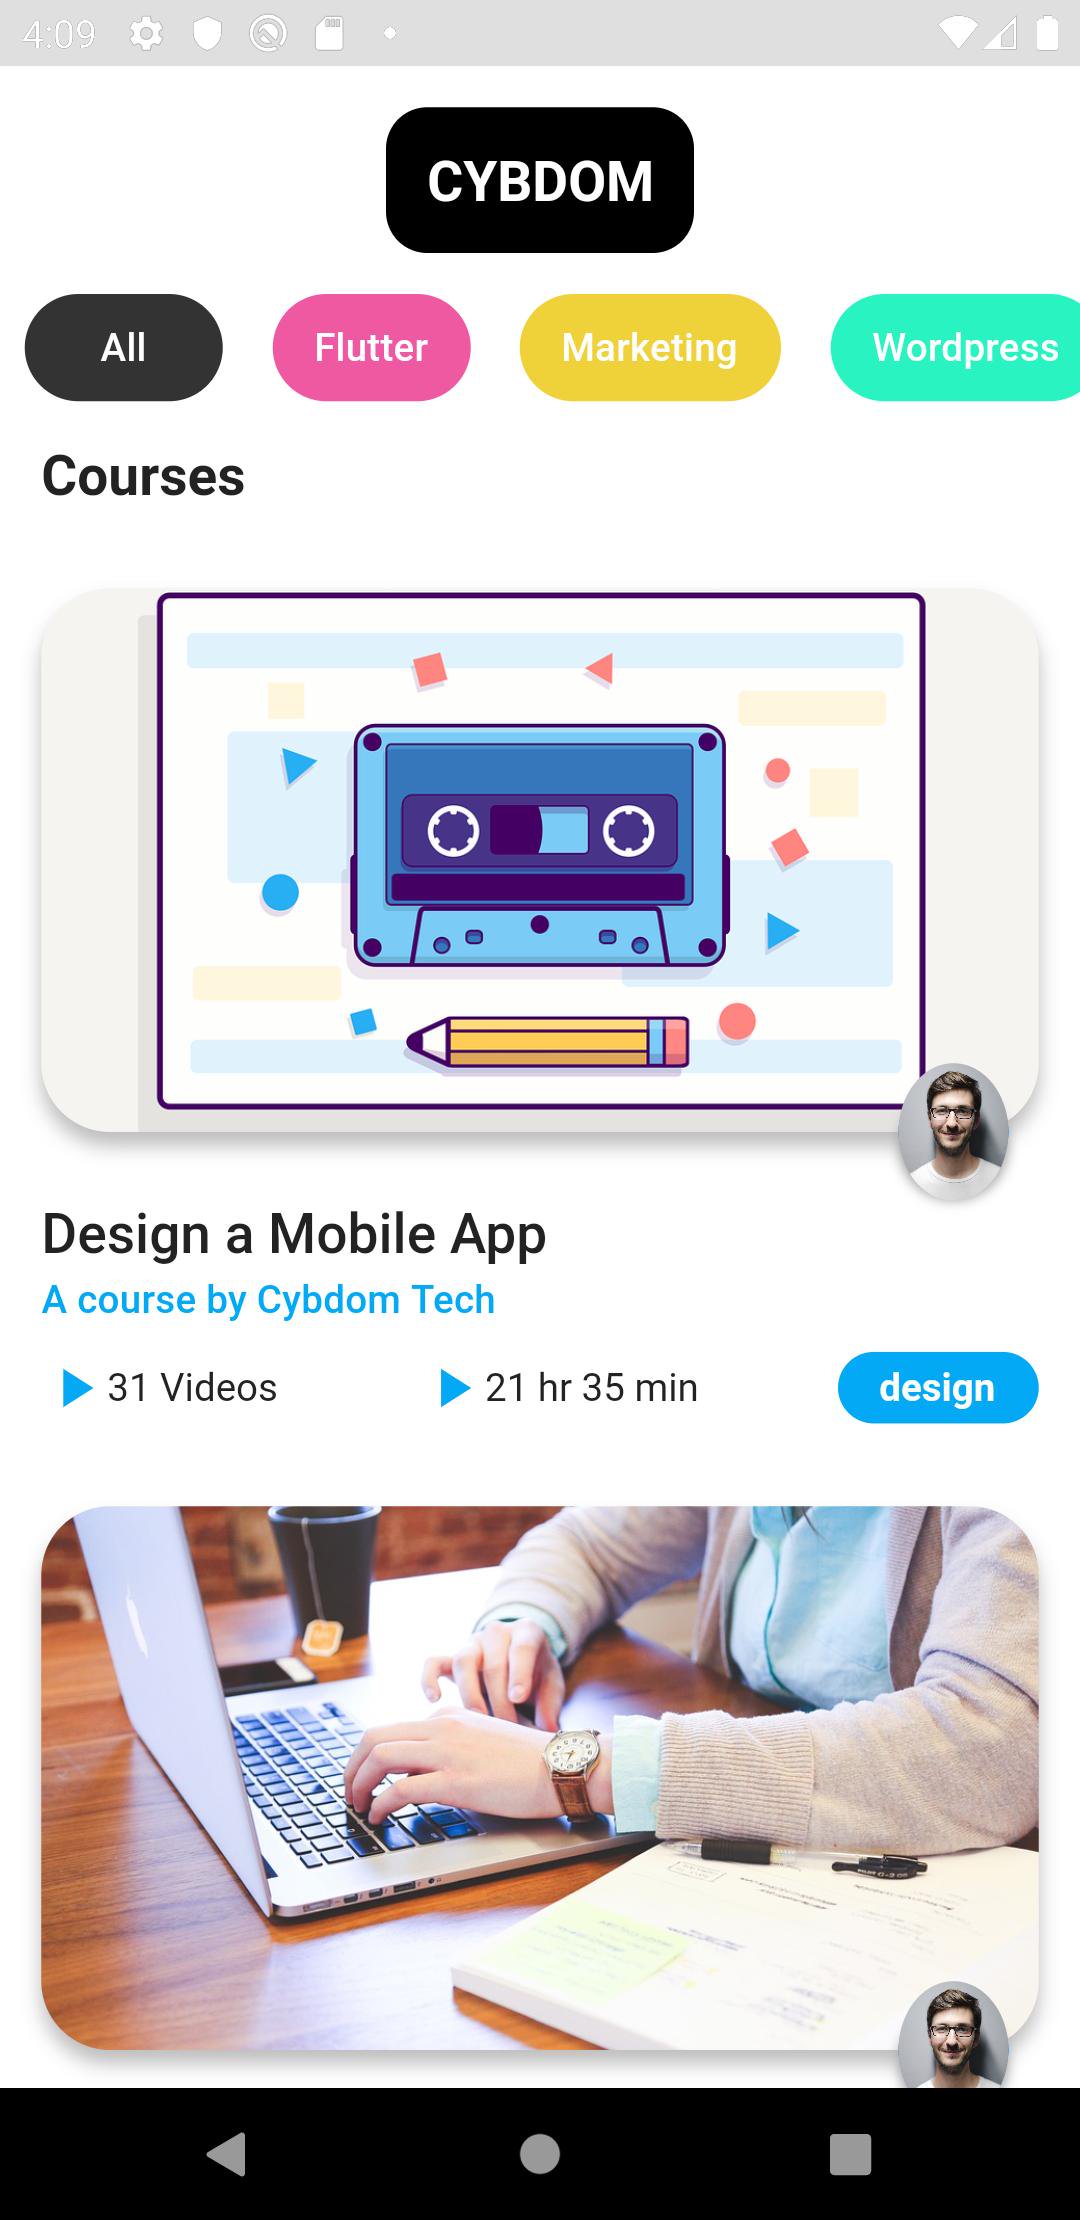 4:09
CYBDOM
All Flutter Marketing Wordpress
Courses
Design a Mobile App
A course by Cybdom Tech
31 Videos 21 hr 35 min design